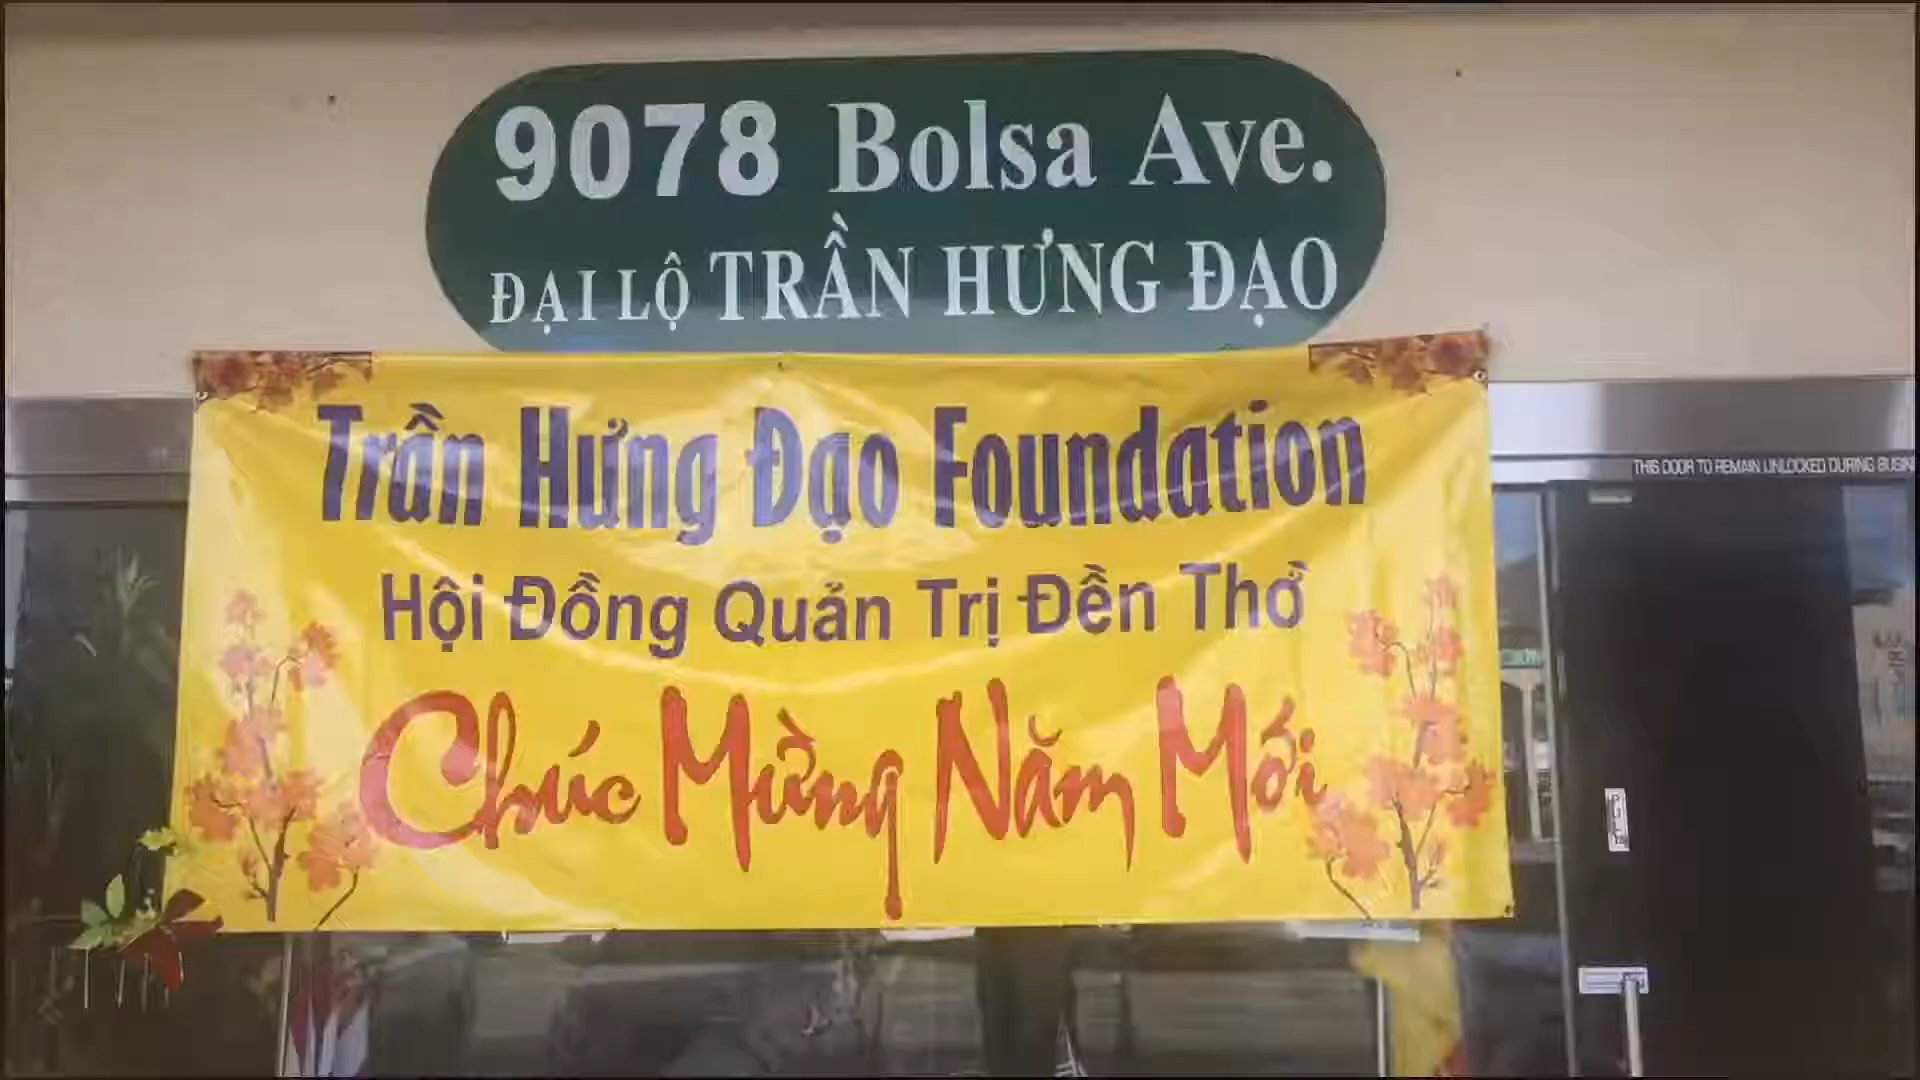 9078 Bolsa Ave.
ĐẠI LỘ TRẦN HƯNG ĐẠO
Trần Hưng Đạo Foundation
Hội Đồng Quản Trị Đền Thờ
Chúc Mừng Năm Mới
THIS DOOR TO REMAIN UNLOCKED DURING